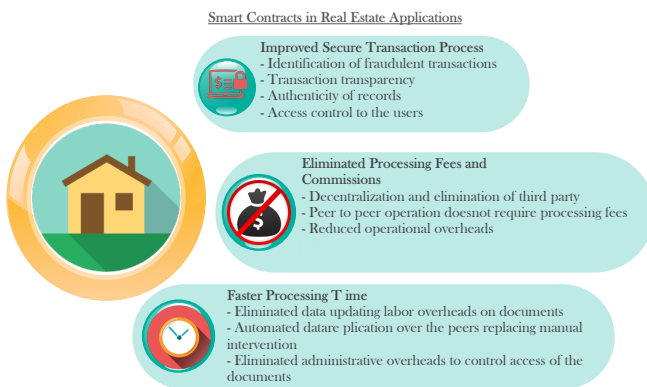 Smart Contracts in Real Estate Applications
Improved Secure Transaction Process
- Identification of fraudulent transactions
- Transaction transparency
- Authenticity of records
- Access control to the users
$
Eliminated Processing Fees and
Commissions
- Decentralization and elimination of third party
- Peer to peer operation doesnot require processing fees
- Reduced operational overheads
$
Faster Processing T ime
- Eliminated data updating labor overheads on documents
- Automated datare plication over the peers replacing manual
intervention
- Eliminated administrative overheads to control access of the
documents